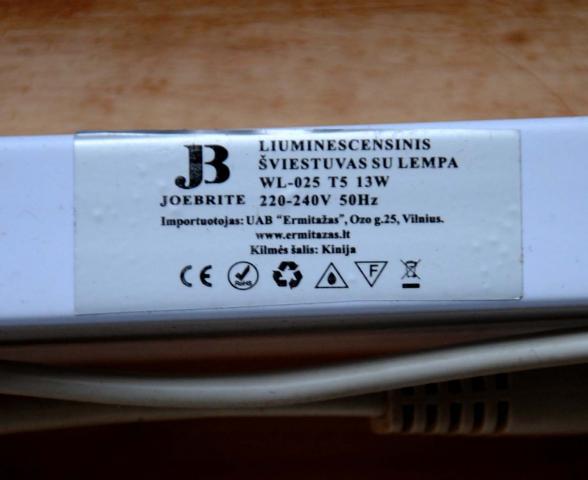 JB
JOEBRITE
LIUMINESCENSINIS
ŠVIESTUVAS SU LEMPA
WL-025 T5 13W
220-240V 50Hz
Importuotojas: UAB "Ermitažas", Ozo g.25, Vilnius.
www.ermitazas.lt
Kilmės šalis: Kinija
CE RoHS F